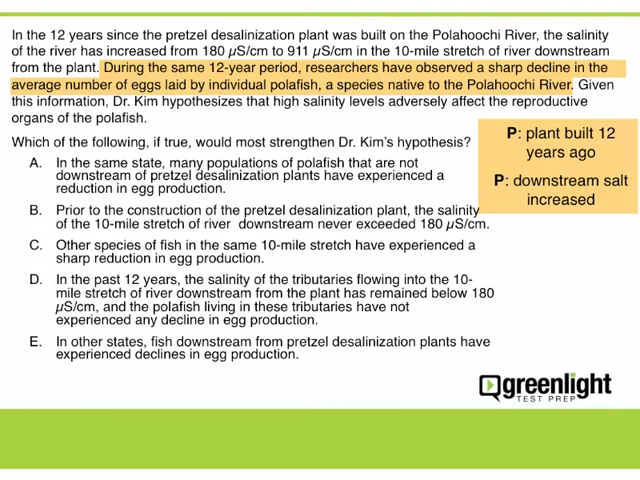 In the 12 years since the pretzel desalinization plant was built on the Polahoochi River, the salinity
of the river has increased from 180 µS/cm to 911 µS/cm in the 10-mile stretch of river downstream
from the plant. During the same 12-year period, researchers have observed a sharp decline in the
average number of eggs laid by individual polafish, a species native to the Polahoochi River. Given
this information, Dr. Kim hypothesizes that high salinity levels adversely affect the reproductive
organs of the polafish.
Which of the following, if true, would most strengthen Dr. Kim's hypothesis?
P: plant built 12
years ago
P: downstream salt
increased
A. In the same state, many populations of polafish that are not
downstream of pretzel desalinization plants have experienced a
reduction in egg production.
B. Prior to the construction of the pretzel desalinization plant, the salinity
of the 10-mile stretch of river downstream never exceeded 180 µS/cm.
C. Other species of fish in the same 10-mile stretch have experienced a
sharp reduction in egg production.
D. In the past 12 years, the salinity of the tributaries flowing into the 10-
mile stretch of river downstream from the plant has remained below 180
µS/cm, and the polafish living in these tributaries have not
experienced any decline in egg production.
E. In other states, fish downstream from pretzel desalinization plants have
experienced declines in egg production.
greenlight
TEST PREP